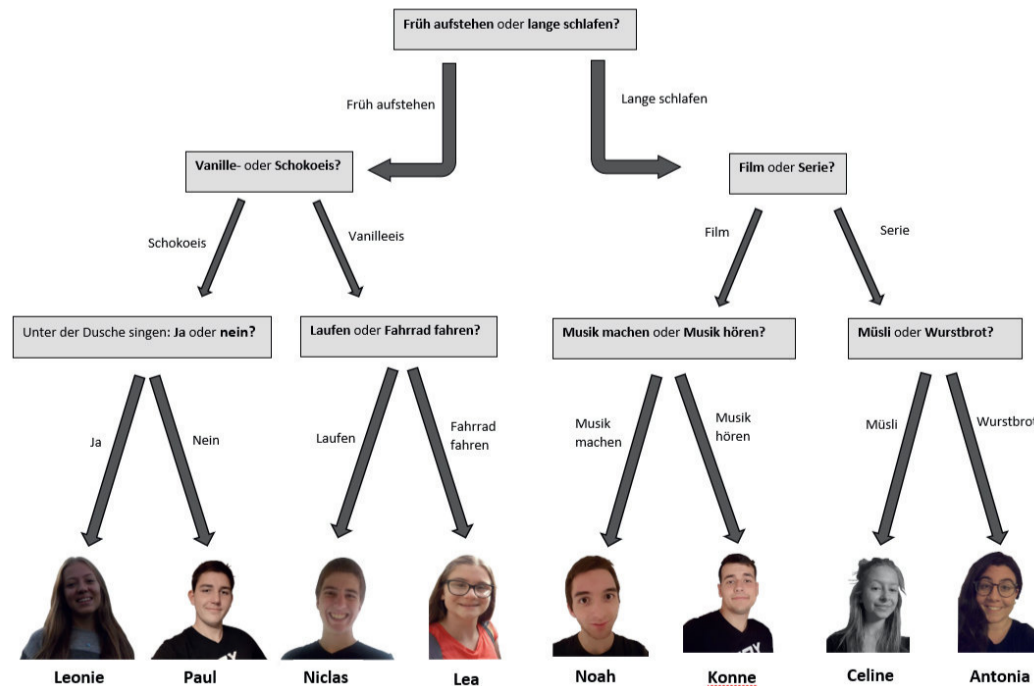 Früh aufstehen oder lange schlafen?
Früh aufstehen
Lange schlafen
Vanille- oder Schokoeis?
Film oder Serie?
Schokoeis
Vanilleeis
Film
Serie
Unter der Dusche singen: Ja oder nein?
Laufen oder Fahrrad fahren?
Musik machen oder Musik hören?
Müsli oder Wurstbrot?
Ja
Nein
Laufen
Fahrrad
fahren
Musik
machen
Musik
hören
Müsli
Wurstbrot
Leonie
Paul
Niclas
Lea
Noah
Konne
Celine
Antonia